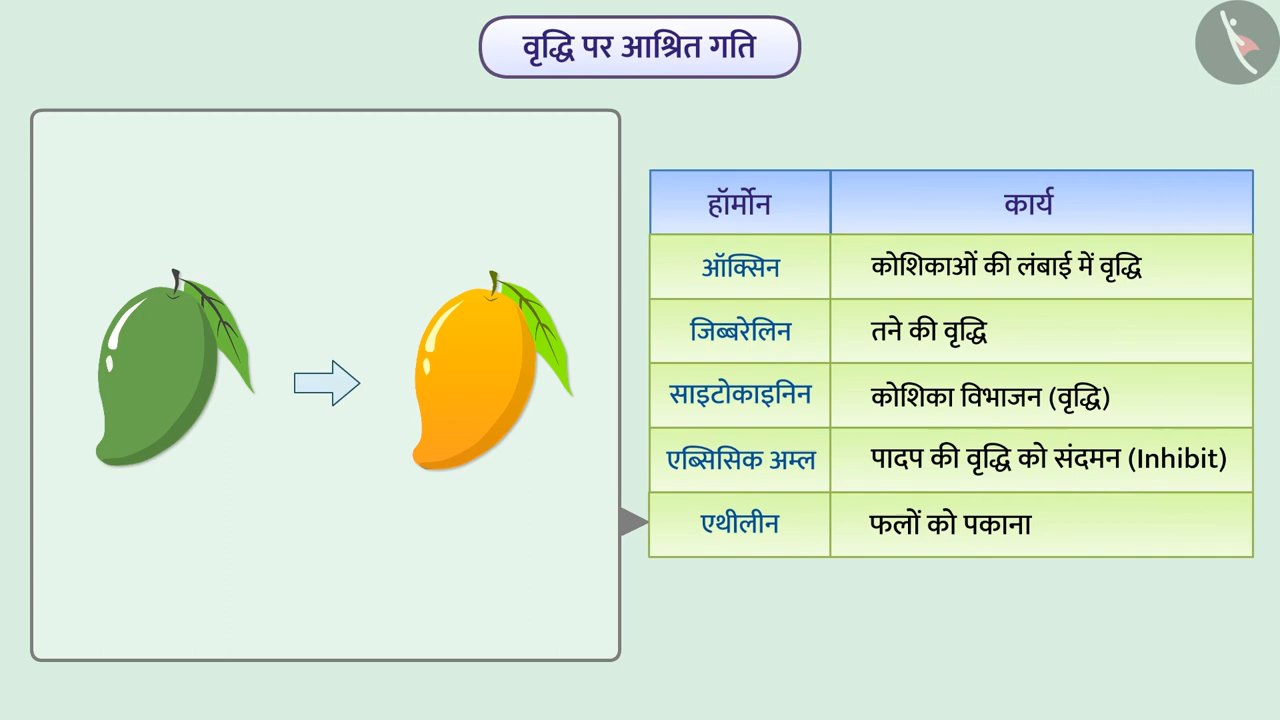 वृद्धि पर आश्रित गति
हॉर्मोन कार्य
ऑक्सिन कोशिकाओं की लंबाई में वृद्धि
जिब्बरेलिन तने की वृद्धि
साइटोकाइनिन कोशिका विभाजन (वृद्धि)
एब्सिसिक अम्ल पादप की वृद्धि को संदमन (Inhibit)
एथीलीन फलों को पकाना